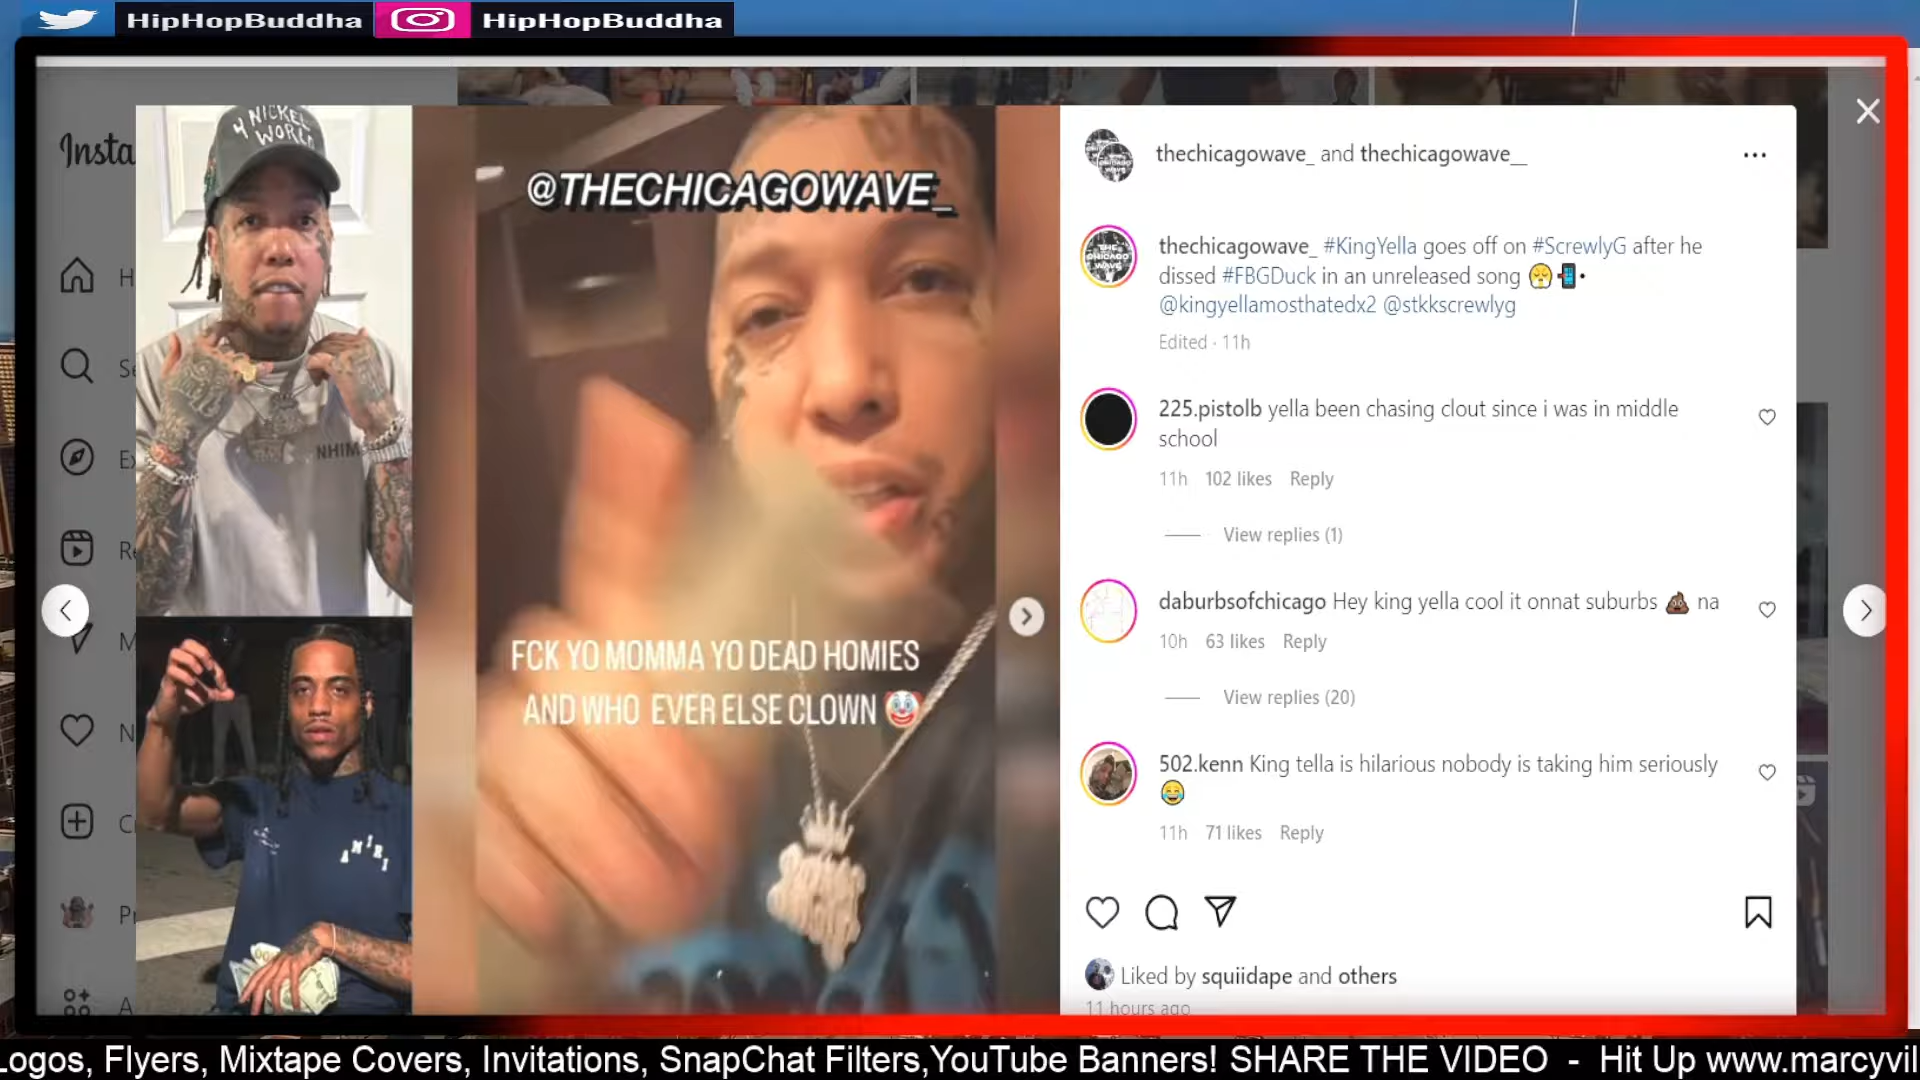 HipHopBuddha HipHopBuddha
Insta
4 NICKEL
WORLD
NHIM
AMIRI
@THECHICAGOWAVE_
FCK YO MOMMA YO DEAD HOMIES
AND WHO EVER ELSE CLOWN 🤡
thechicagowave_ and thechicagowave__
thechicagowave_ #KingYella goes off on #ScrewlyG after he
dissed #FBGDuck in an unreleased song 😤📲•
@kingyellamosthatedx2 @stkkscrewlyg
Edited · 11h
225.pistolb yella been chasing clout since i was in middle
school
11h 102 likes Reply
View replies (1)
daburbsofchicago Hey king yella cool it onnat suburbs 💩 na
10h 63 likes Reply
View replies (20)
502.kenn King tella is hilarious nobody is taking him seriously
😂
11h 71 likes Reply
Liked by squiidape and others
11 hours ago
Logos, Flyers, Mixtape Covers, Invitations, SnapChat Filters,YouTube Banners! SHARE THE VIDEO - Hit Up www.marcyvil